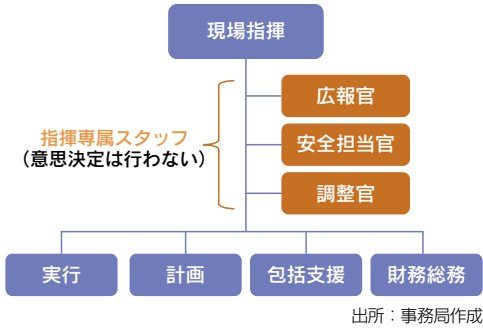 現場指揮
広報官
指揮専属スタッフ
（意思決定は行わない）
安全担当官
調整官
実行
計画
包括支援
財務総務
出所：事務局作成